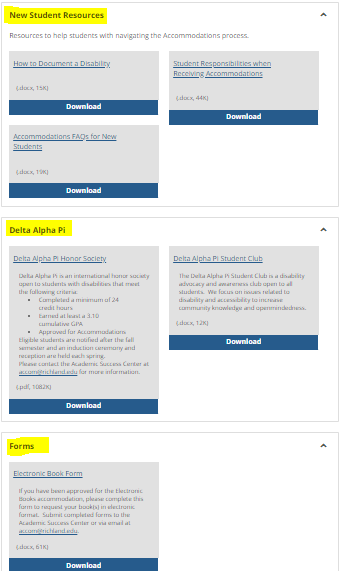 New Student Resources
Resources to help students with navigating the Accommodations process.
How to Document a Disability
(.docx, 15K)
Download
Student Responsibilities when
Receiving Accommodations
(.docx, 44K)
Download
Accommodations FAQs for New
Students
(.docx, 19K)
Download
Delta Alpha Pi
Delta Alpha Pi Honor Society
Delta Alpha Pi is an international honor society
open to students with disabilities that meet
the following criteria:
• Completed a minimum of 24
credit hours
• Earned at least a 3.10
cumulative GPA
• Approved for Accommodations
Eligible students are notified after the fall
semester and an induction ceremony and
reception are held each spring.
Please contact the Academic Success Center at
accom@richland.edu for more information.
(.pdf, 1082K)
Download
Delta Alpha Pi Student Club
The Delta Alpha Pi Student Club is a disability
advocacy and awareness club open to all
students. We focus on issues related to
disability and accessibility to increase
community knowledge and openmindedness.
(.docx, 12K)
Download
Forms
Electronic Book Form
If you have been approved for the Electronic
Books accommodation, please complete this
form to request your book(s) in electronic
format. Submit completed forms to the
Academic Success Center or via email at
accom@richland.edu.
(.docx, 61K)
Download